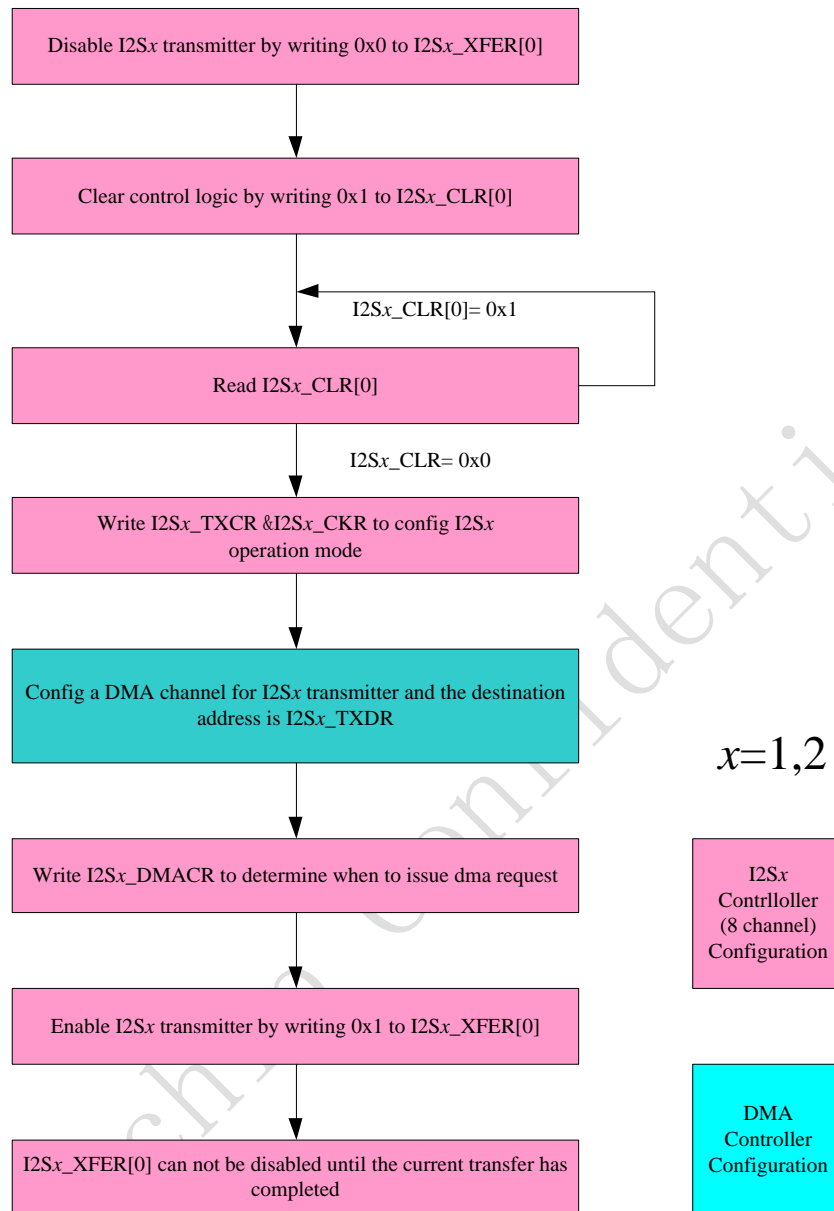 Disable I2Sx transmitter by writing 0x0 to I2Sx_XFER[0]
Clear control logic by writing 0x1 to I2Sx_CLR[0]
I2Sx_CLR[0]= 0x1
Read I2Sx_CLR[0]
I2Sx_CLR= 0x0
Write I2Sx_TXCR &I2Sx_CKR to config I2Sx
operation mode
Config a DMA channel for I2Sx transmitter and the destination
address is I2Sx_TXDR
x=1,2
Write I2Sx_DMACR to determine when to issue dma request
I2Sx
Contrlloller
(8 channel)
Configuration
Enable I2Sx transmitter by writing 0x1 to I2Sx_XFER[0]
DMA
Controller
Configuration
I2Sx_XFER[0] can not be disabled until the current transfer has
completed